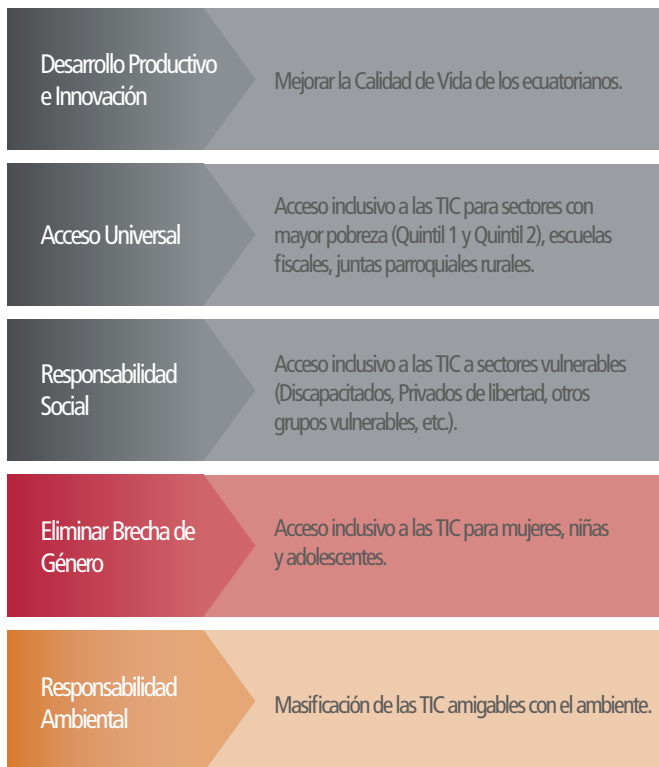 Desarrollo Productivo
e Innovación
Mejorar la Calidad de Vida de los ecuatorianos.
Acceso Universal
Acceso inclusivo a las TIC para sectores con
mayor pobreza (Quintil 1 y Quintil 2), escuelas
fiscales, juntas parroquiales rurales.
Responsabilidad
Social
Acceso inclusivo a las TIC a sectores vulnerables
(Discapacitados, Privados de libertad, otros
grupos vulnerables, etc.).
Eliminar Brecha de
Género
Acceso inclusivo a las TIC para mujeres, niñas
y adolescentes.
Responsabilidad
Ambiental
Masificación de las TIC amigables con el ambiente.